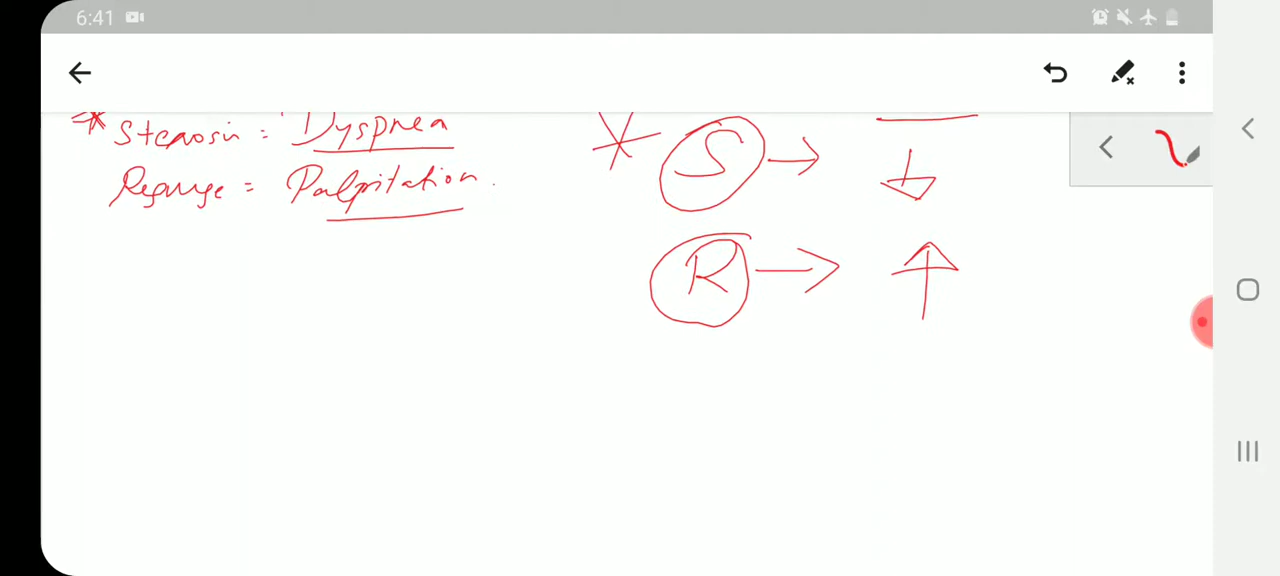 6:41
* Stenosis = Dyspnea
Regurge = Palpitation.
* S → ↓
R → ↑